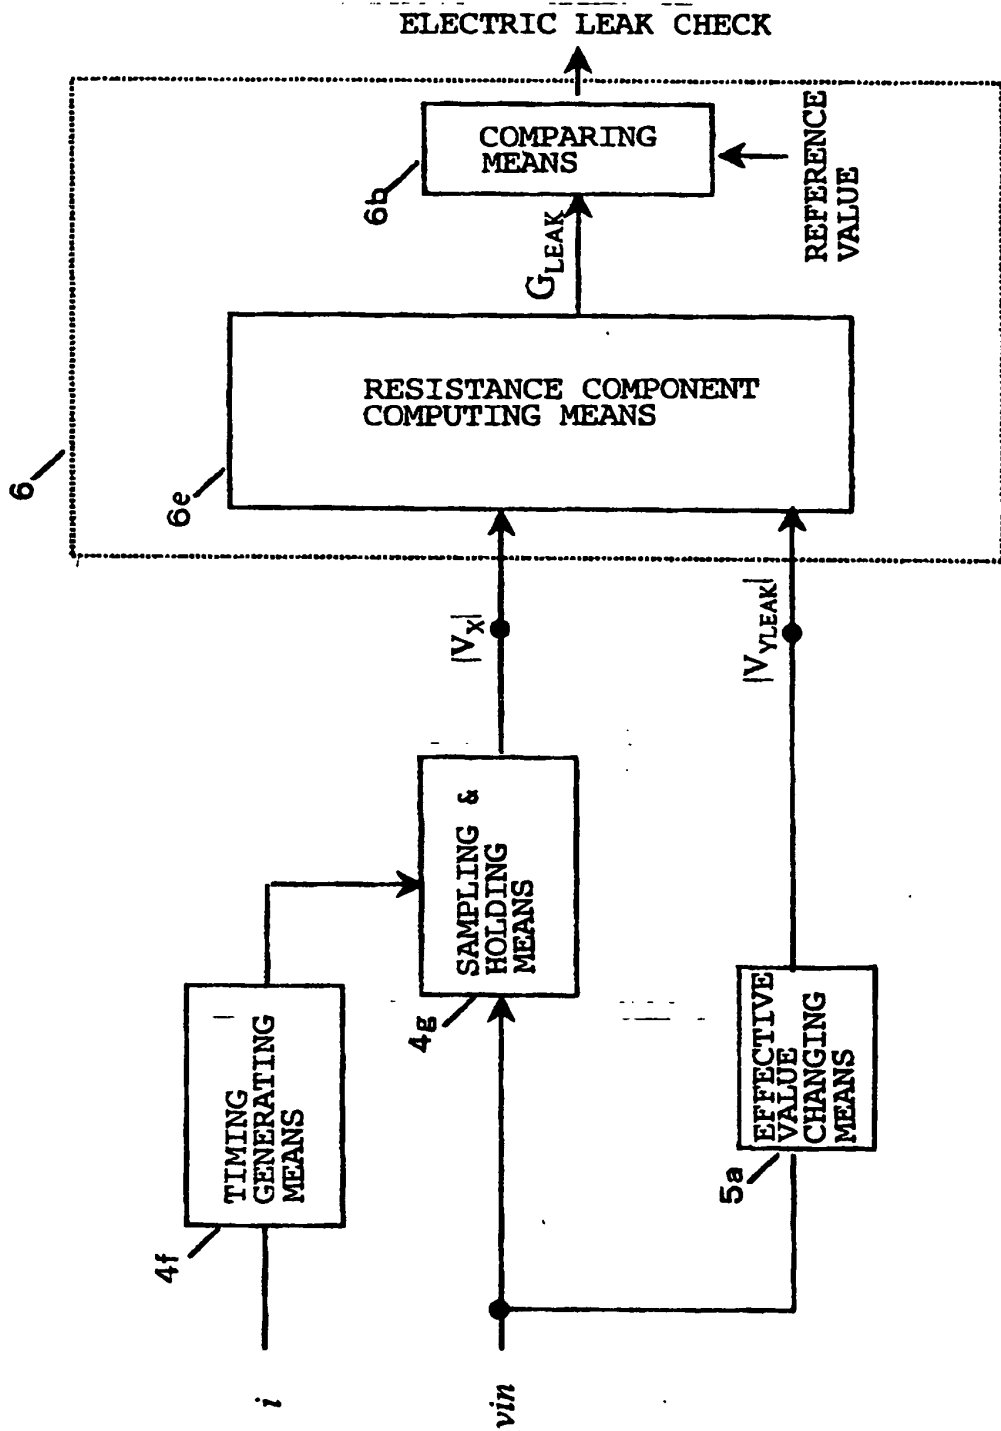 ELECTRIC LEAK CHECK
COMPARING
MEANS
6b
REFERENCE
VALUE
GLEAK
RESISTANCE COMPONENT
COMPUTING MEANS
6e
6
|VX|
|VYLEAK|
SAMPLING &
HOLDING
MEANS
4g
TIMING
GENERATING
MEANS
4f
EFFECTIVE
VALUE
CHANGING
MEANS
5a
i
vin